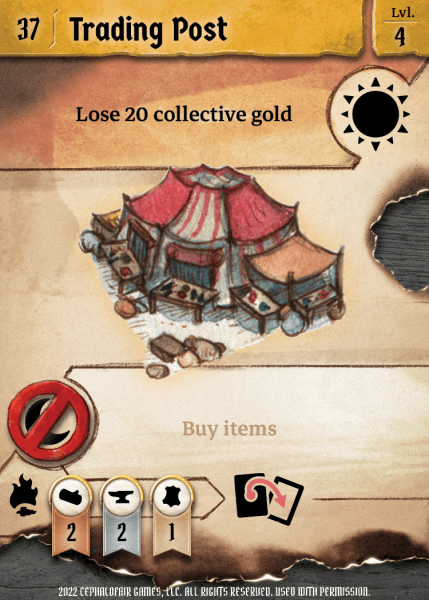 37 Trading Post
Lvl.
4
Lose 20 collective gold
Buy items
2 2 1
2022 CEPHALOFAIR GAMES, LLC. ALL RIGHTS RESERVED. USED WITH PERMISSION.